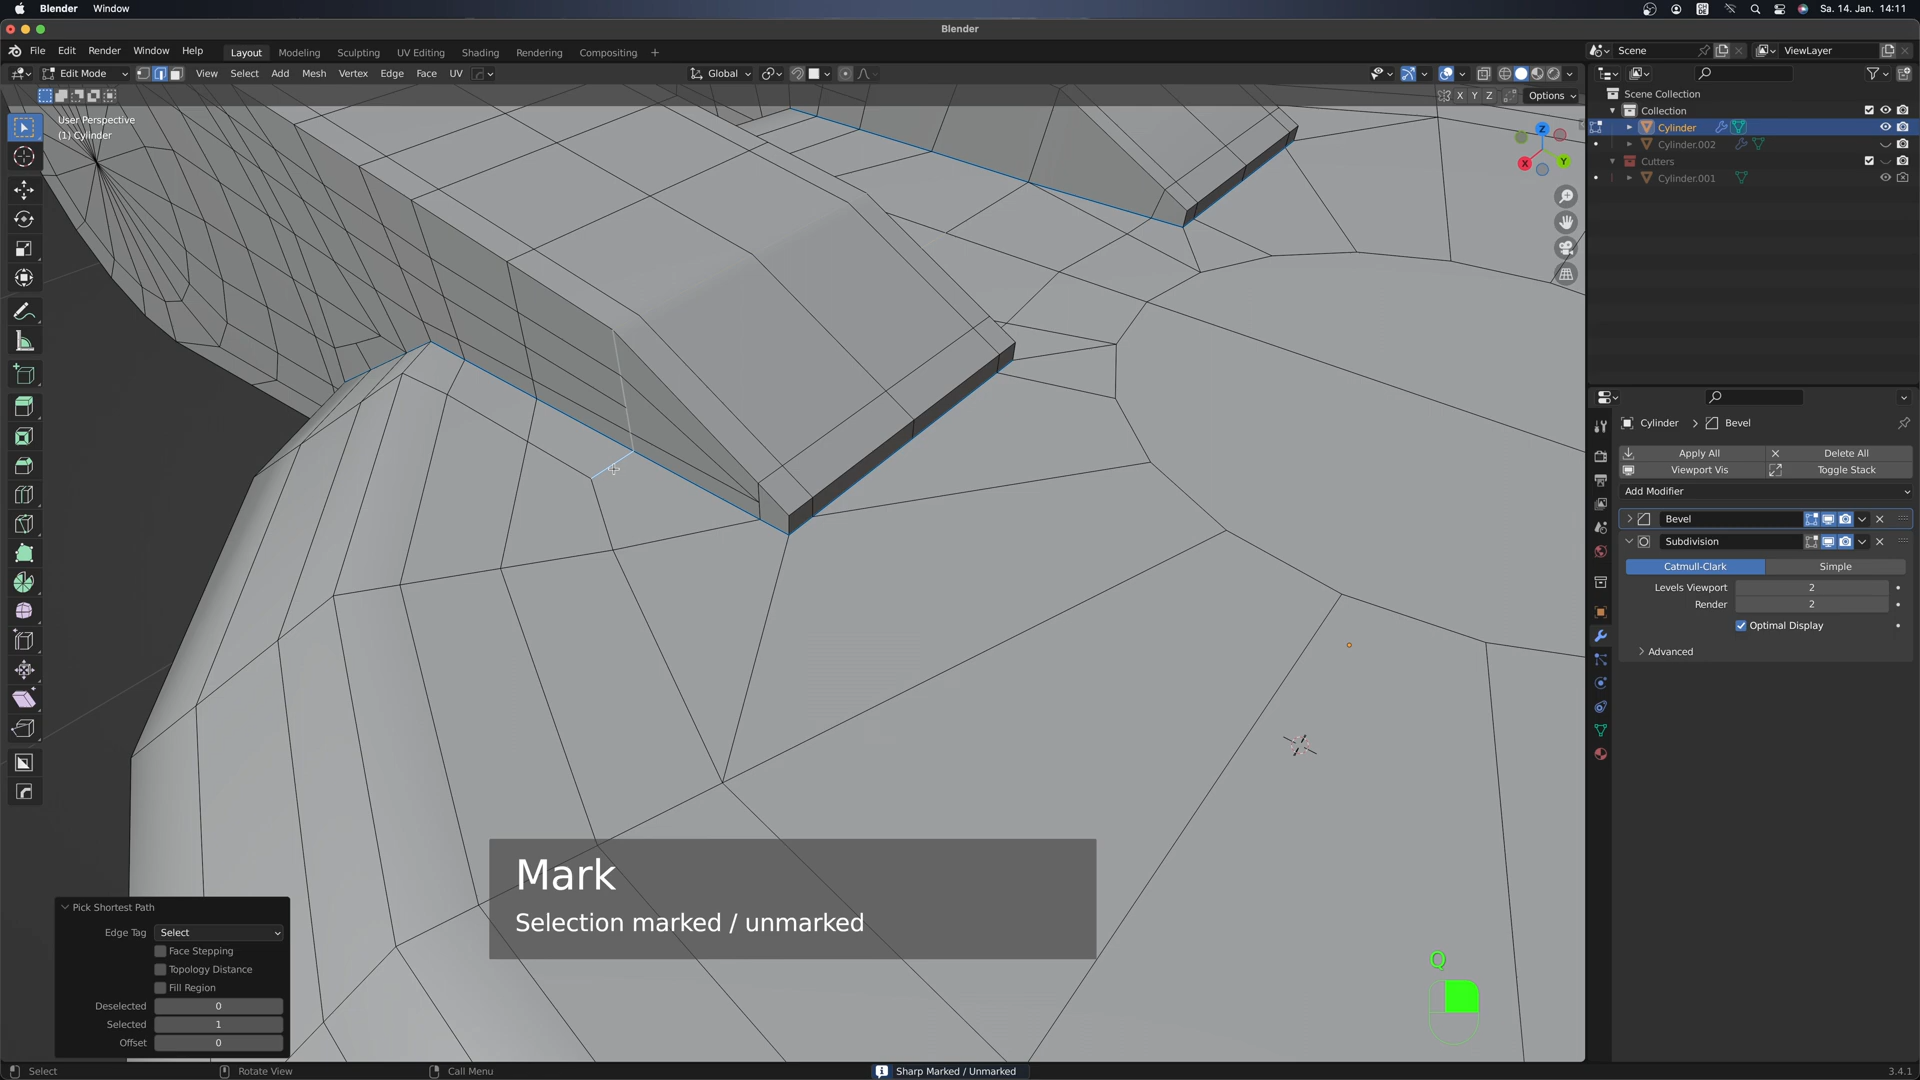 Blender Window
Sa. 14. Jan. 14:11
Blender
File Edit Render Window Help
Layout Modeling Sculpting UV Editing Shading Rendering Compositing +
Scene
ViewLayer
Edit Mode
View Select Add Mesh Vertex Edge Face UV
Global
X Y Z
Options
User Perspective
(1) Cylinder
Z
X
Y
Scene Collection
Collection
Cylinder
Cylinder.002
Cutters
Cylinder.001
Cylinder > Bevel
Apply All
Delete All
Viewport Vis
Toggle Stack
Add Modifier
Bevel
Subdivision
Catmull-Clark
Simple
Levels Viewport 2
Render 2
Optimal Display
Advanced
Mark
Selection marked / unmarked
Pick Shortest Path
Edge Tag Select
Face Stepping
Topology Distance
Fill Region
Deselected 0
Selected 1
Offset 0
Q
Select
Rotate View
Call Menu
Sharp Marked / Unmarked
3.4.1